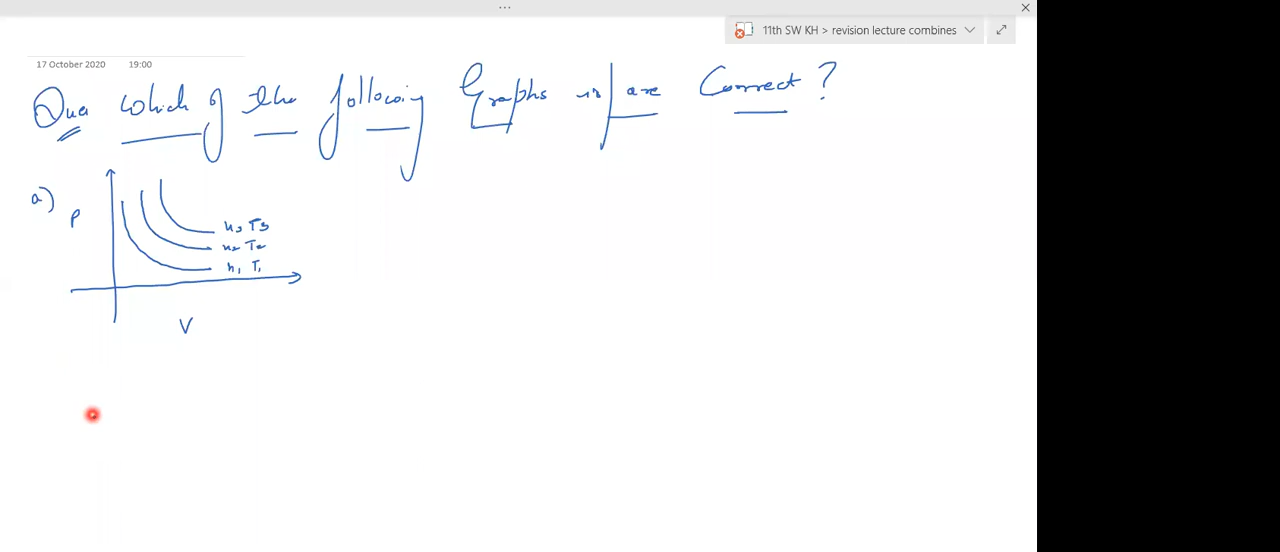 11th SW KH > revision lecture combines
17 October 2020 19:00
Que Which of the following Graphs is/are Correct?
a)
P
n3 T3
n2 T2
n1 T1
V